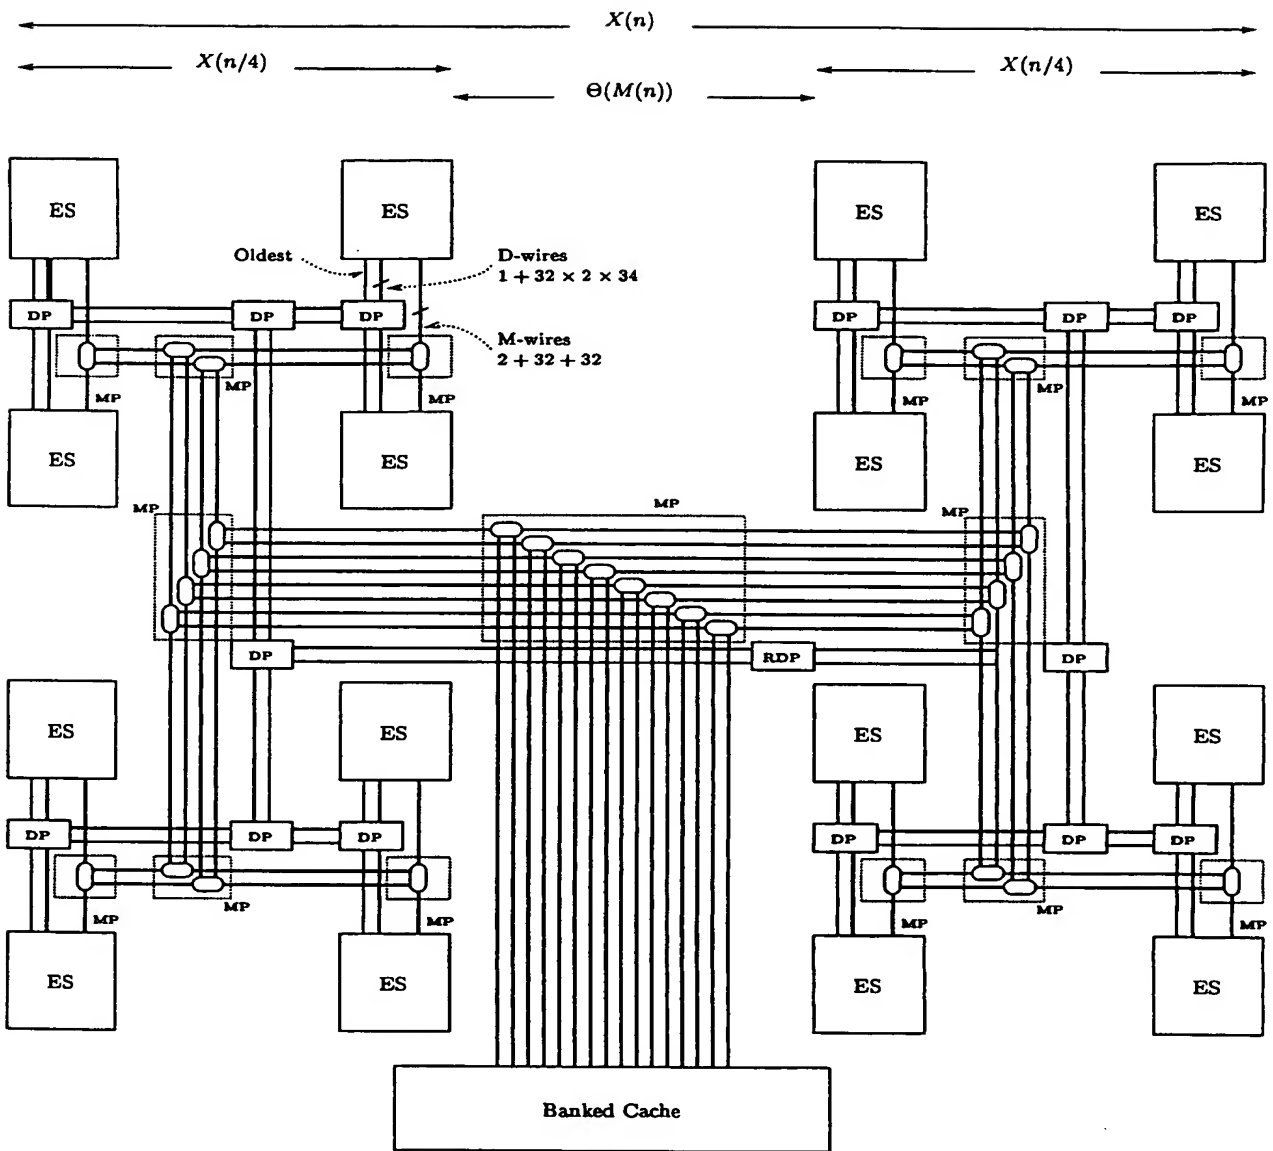 X(n)
X(n/4) X(n/4)
Θ(M(n))
ES ES ES ES
Oldest D-wires
1 + 32 × 2 × 34
DP DP DP DP DP DP
M-wires
2 + 32 + 32
MP MP MP MP MP MP
ES ES ES ES
MP MP MP
DP RDP DP
ES ES ES ES
DP DP DP DP DP DP
MP MP MP MP MP MP
ES ES ES ES
Banked Cache